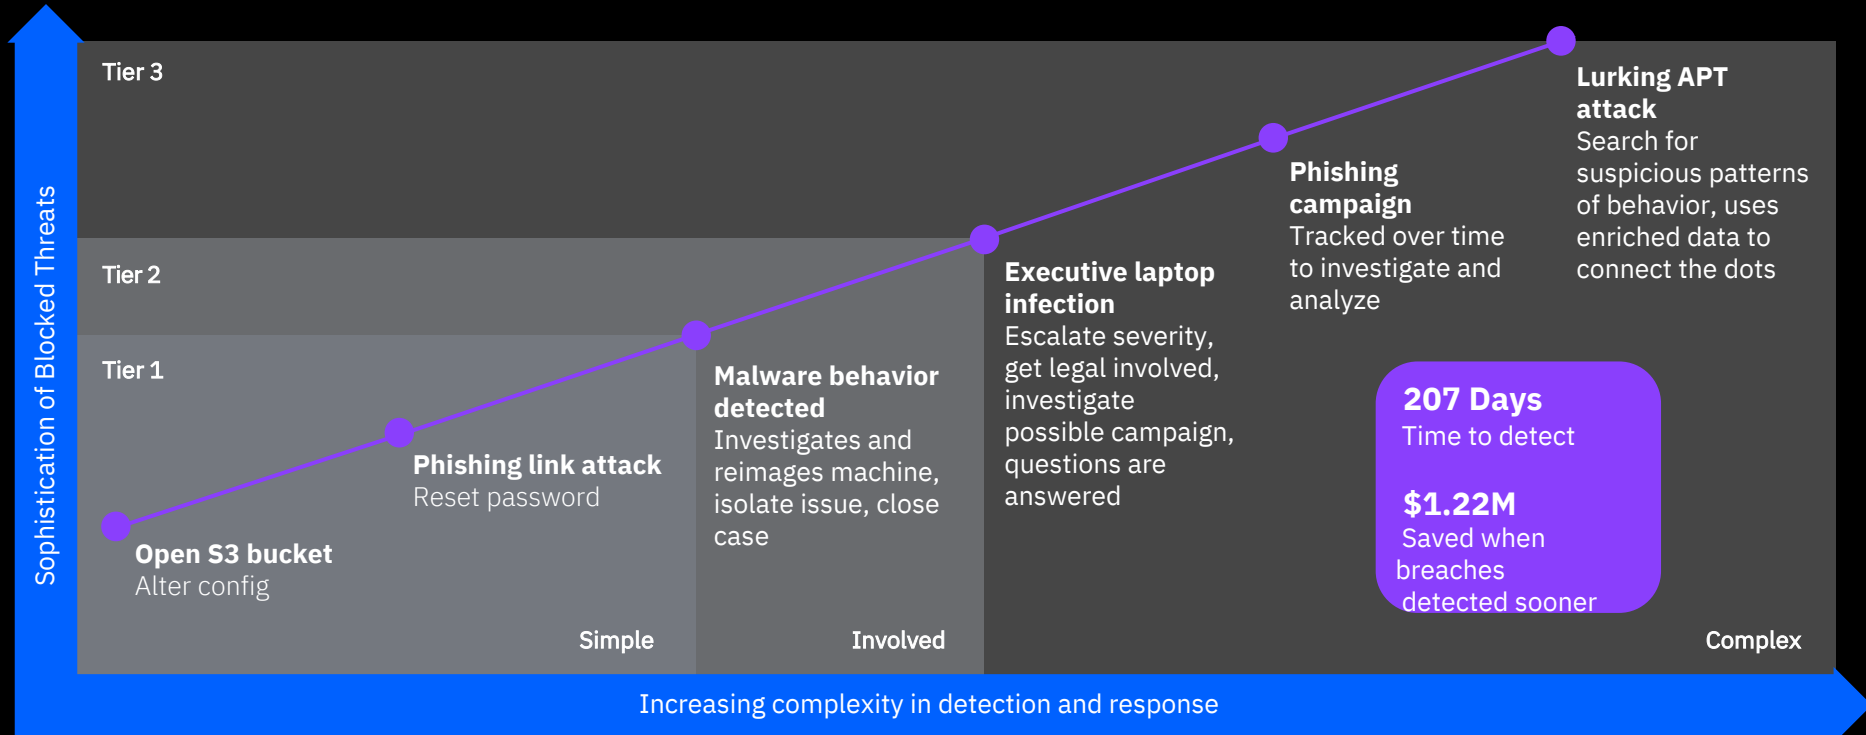 Sophistication of Blocked Threats
Tier 3
Tier 2
Tier 1
Open S3 bucket
Alter config
Phishing link attack
Reset password
Malware behavior
detected
Investigates and
reimages machine,
isolate issue, close
case
Executive laptop
infection
Escalate severity,
get legal involved,
investigate
possible campaign,
questions are
answered
Phishing
campaign
Tracked over time
to investigate and
analyze
Lurking APT
attack
Search for
suspicious patterns
of behavior, uses
enriched data to
connect the dots
207 Days
Time to detect
$1.22M
Saved when
breaches
detected sooner
Simple
Involved
Complex
Increasing complexity in detection and response